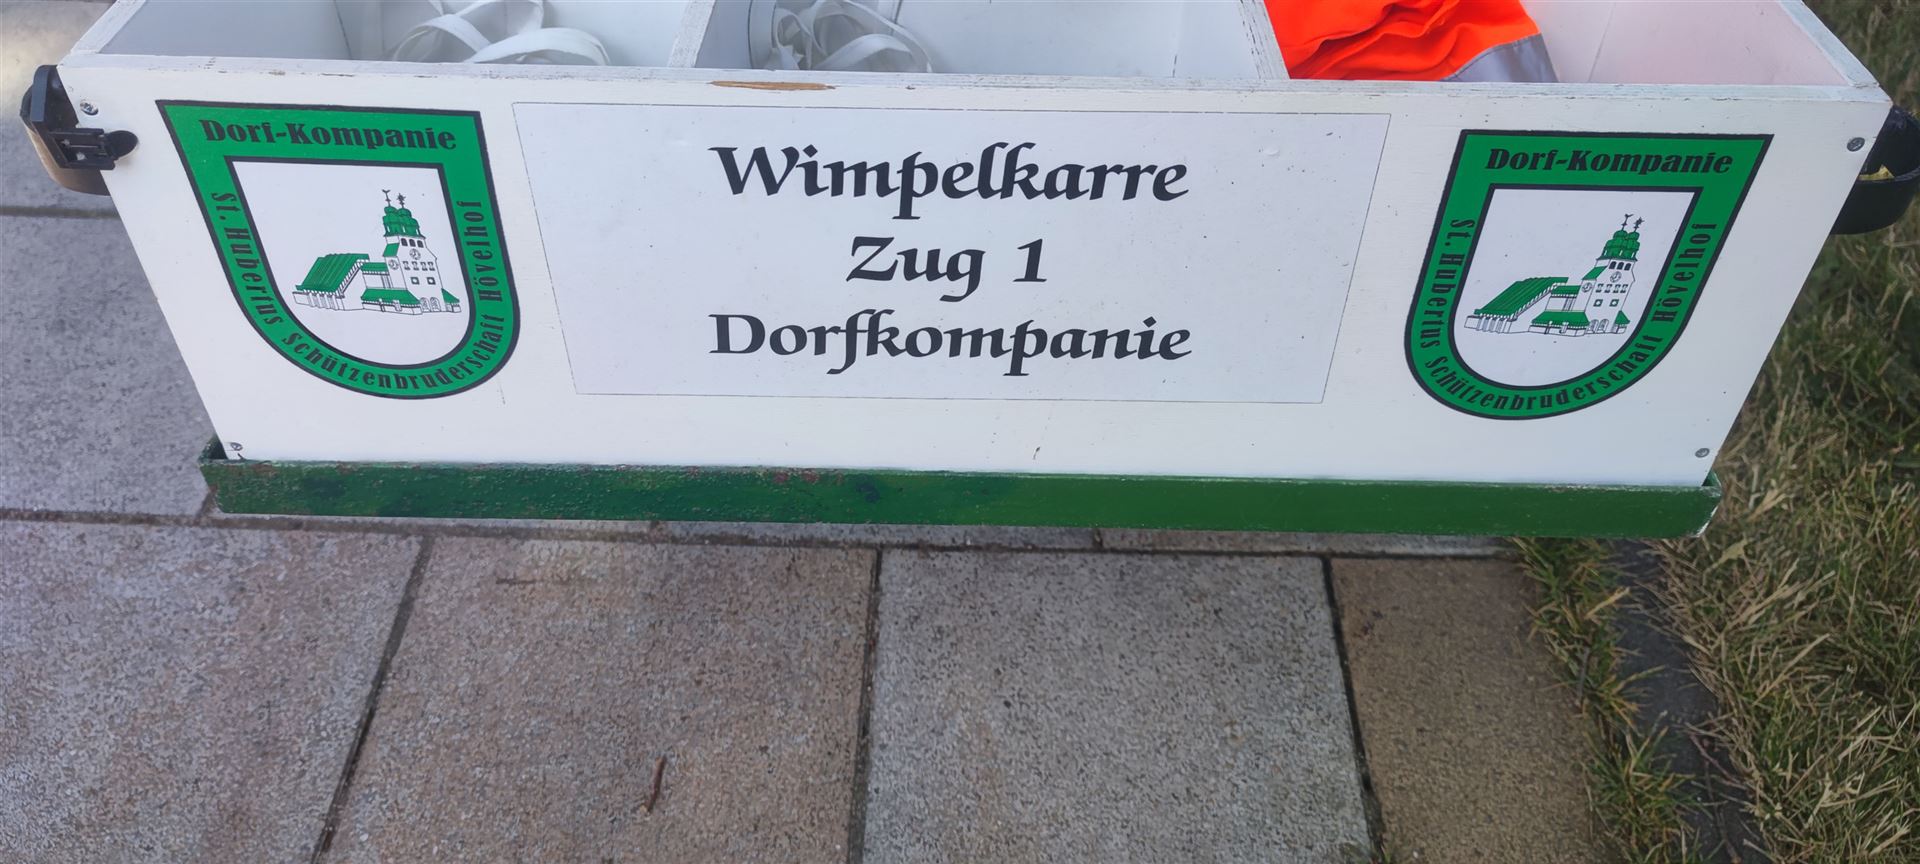 Dorf-Kompanie
St. Hubertus Schützenbruderschaft Hövelhof
Wimpelkarre
Zug 1
Dorfkompanie
Dorf-Kompanie
St. Hubertus Schützenbruderschaft Hövelhof